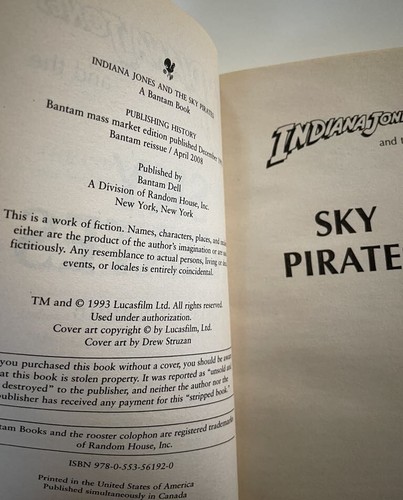 INDIANA JONES AND THE SKY PIRATES
A Bantam Book
PUBLISHING HISTORY
Bantam mass market edition published December
Bantam reissue / April 2008
Published by
Bantam Dell
A Division of Random House, Inc.
New York, New York
This is a work of fiction. Names, characters, places, and
either are the product of the author's imagination or are
fictitiously. Any resemblance to actual persons, living or
events, or locales is entirely coincidental.
TM and © 1993 Lucasfilm Ltd. All rights reserved.
Used under authorization.
Cover art copyright © by Lucasfilm, Ltd.
Cover art by Drew Struzan
you purchased this book without a cover, you should be
at this book is stolen property. It was reported as "unsold
destroyed" to the publisher, and neither the author nor the
ublisher has received any payment for this "stripped book."
tam Books and the rooster colophon are registered trademarks
of Random House, Inc.
ISBN 978-0-553-56192-0
Printed in the United States of America
Published simultaneously in Canada
INDIANA JON
and t
SKY
PIRATE